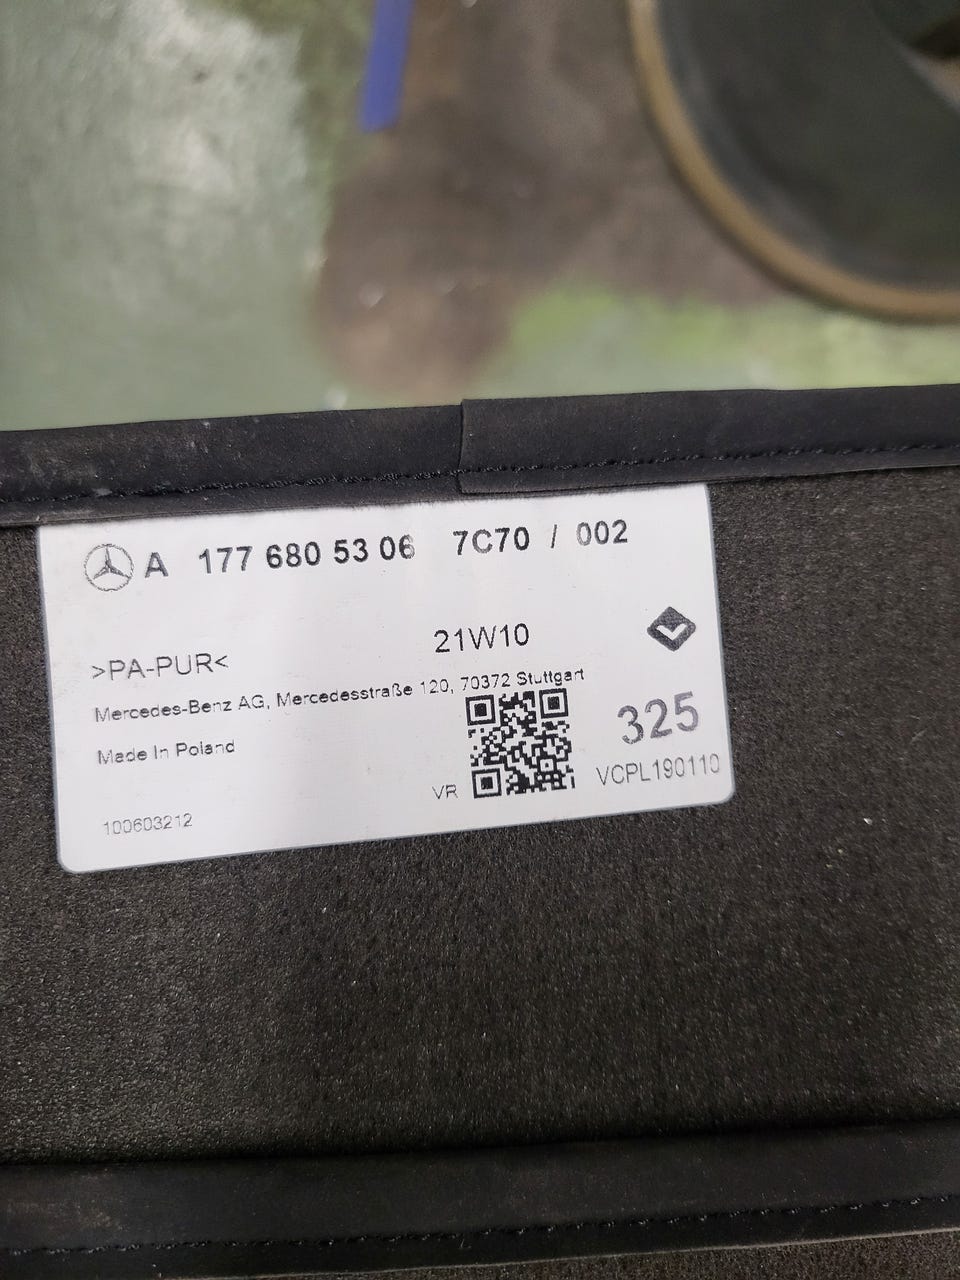 A 177 680 53 06 7C70 / 002
21W10
>PA-PUR<
Mercedes-Benz AG, Mercedesstraße 120, 70372 Stuttgart
Made In Poland
325
VR
VCPL190110
100603212